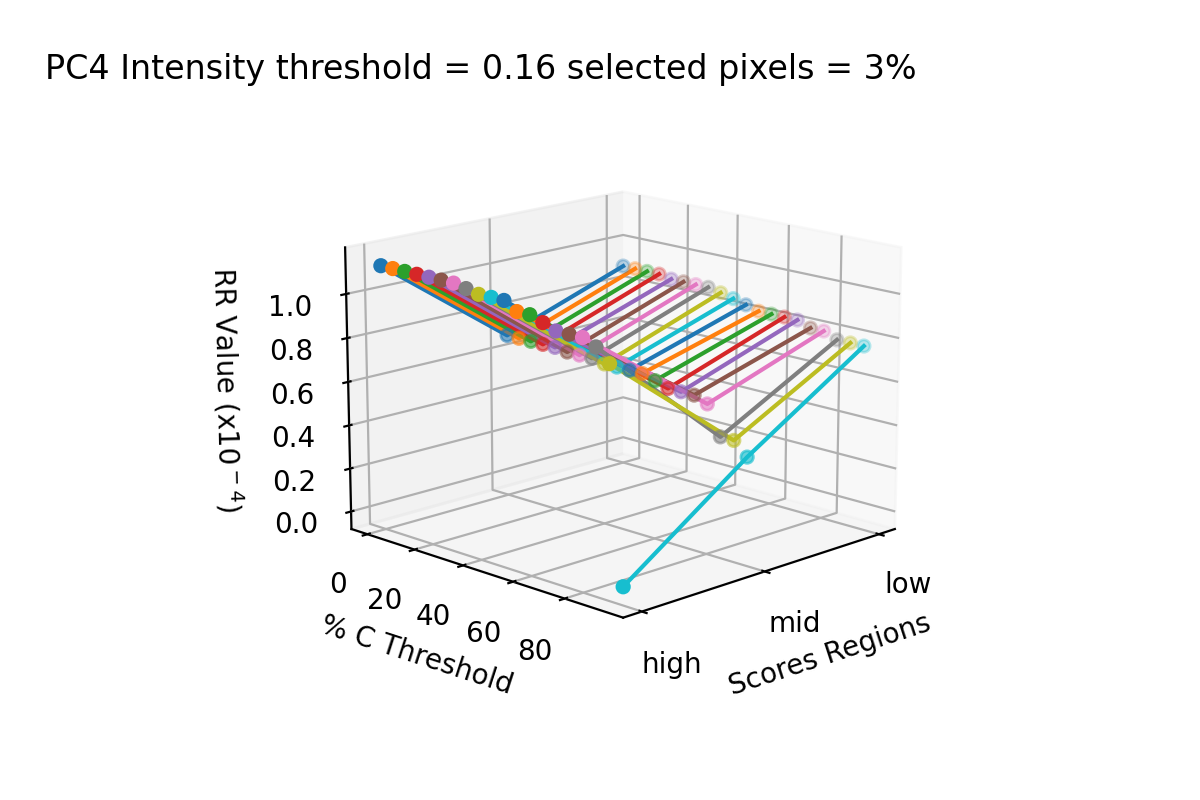 PC4 Intensity threshold = 0.16 selected pixels = 3%
RR Value (x10⁻⁴)
1.0
0.8
0.6
0.4
0.2
0.0
0
20
40
60
80
% C Threshold
high
mid
low
Scores Regions